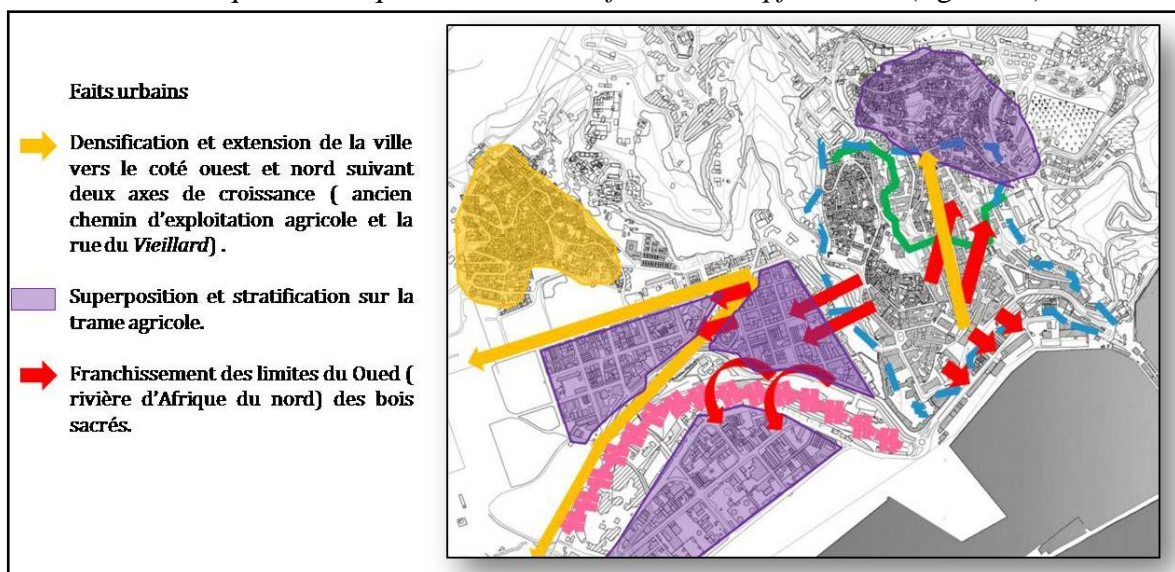 Faits urbains
Densification et extension de la ville
vers le coté ouest et nord suivant
deux axes de croissance ( ancien
chemin d'exploitation agricole et la
rue du Vieillard) .
Superposition et stratification sur la
trame agricole.
Franchissement des limites du Oued (
rivière d'Afrique du nord) des bois
sacrés.